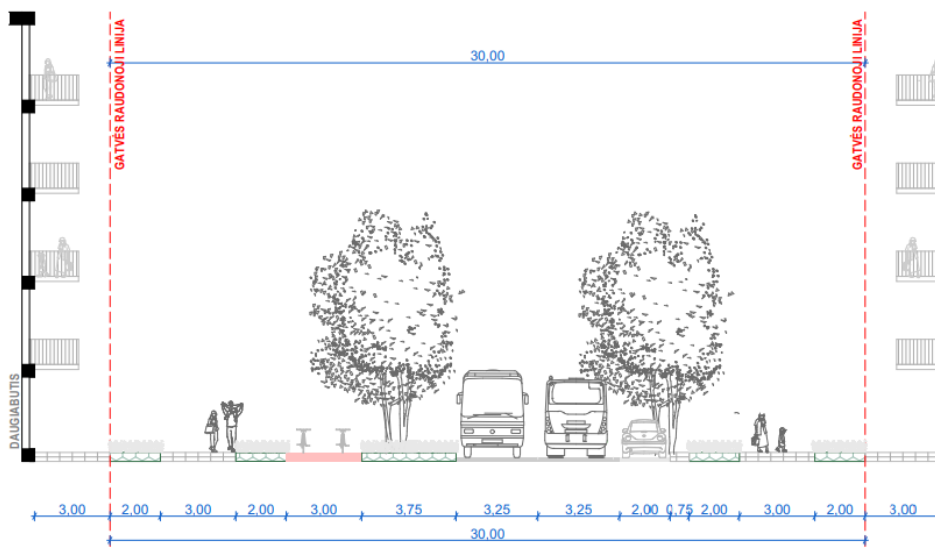 30,00
GATVĖS RAUDONOJI LINIJA
GATVĖS RAUDONOJI LINIJA
DAUGIABUTIS
3,00 2,00 3,00 2,00 3,00 3,75 3,25 3,25 2,00 0,75 2,00 3,00 2,00 3,00
30,00